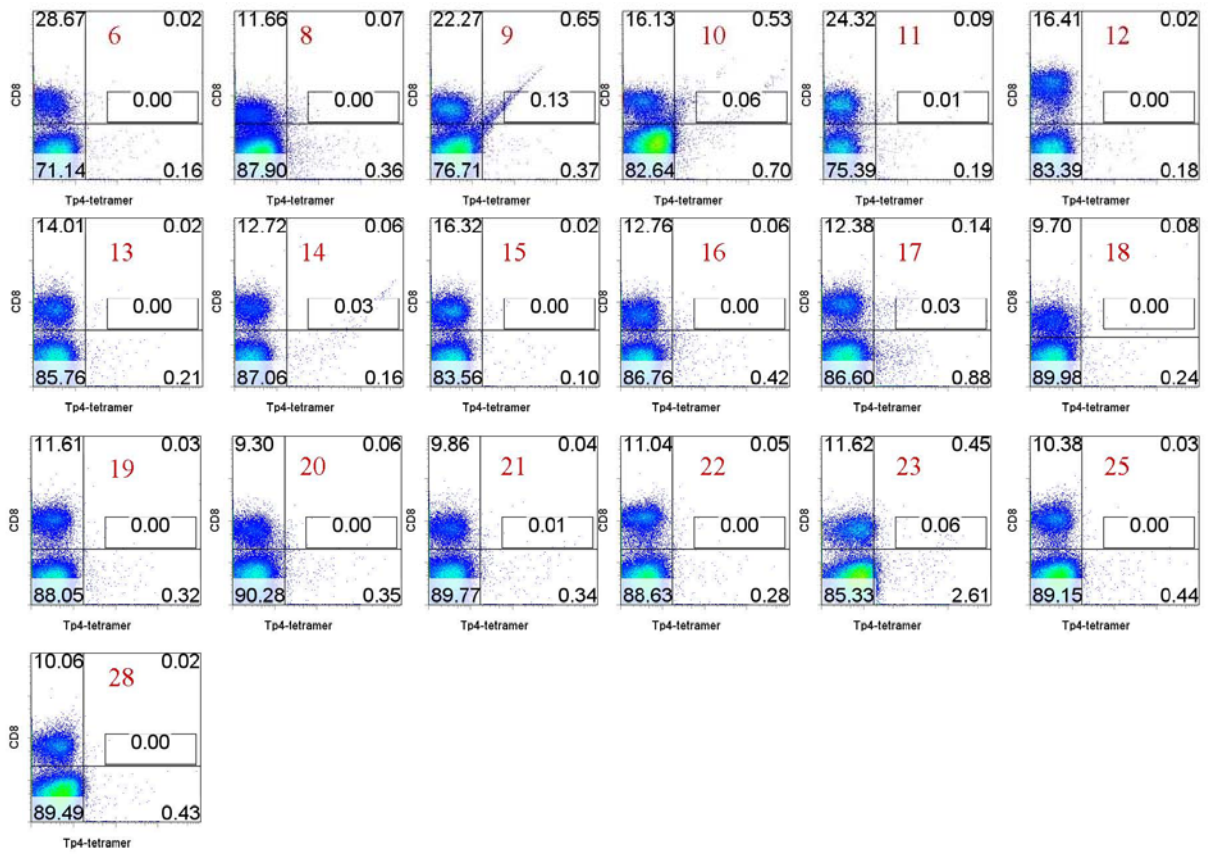 28.67 0.02 11.66 0.07 22.27 0.65 16.13 0.53 24.32 0.09 16.41 0.02
6 8 9 10 11 12
CD8 CD8 CD8 CD8 CD8 CD8
0.00 0.00 0.13 0.06 0.01 0.00
71.14 0.16 87.90 0.36 76.71 0.37 82.64 0.70 75.39 0.19 83.39 0.18
Tp4-tetramer Tp4-tetramer Tp4-tetramer Tp4-tetramer Tp4-tetramer Tp4-tetramer
14.01 0.02 12.72 0.06 16.32 0.02 12.76 0.06 12.38 0.14 9.70 0.08
13 14 15 16 17 18
CD8 CD8 CD8 CD8 CD8 CD8
0.00 0.03 0.00 0.00 0.03 0.00
85.76 0.21 87.06 0.16 83.56 0.10 86.76 0.42 86.60 0.88 89.98 0.24
Tp4-tetramer Tp4-tetramer Tp4-tetramer Tp4-tetramer Tp4-tetramer Tp4-tetramer
11.61 0.03 9.30 0.06 9.86 0.04 11.04 0.05 11.62 0.45 10.38 0.03
19 20 21 22 23 25
CD8 CD8 CD8 CD8 CD8 CD8
0.00 0.00 0.01 0.00 0.06 0.00
88.05 0.32 90.28 0.35 89.77 0.34 88.63 0.28 85.33 2.61 89.15 0.44
Tp4-tetramer Tp4-tetramer Tp4-tetramer Tp4-tetramer Tp4-tetramer Tp4-tetramer
10.06 0.02
28
CD8
0.00
89.49 0.43
Tp4-tetramer